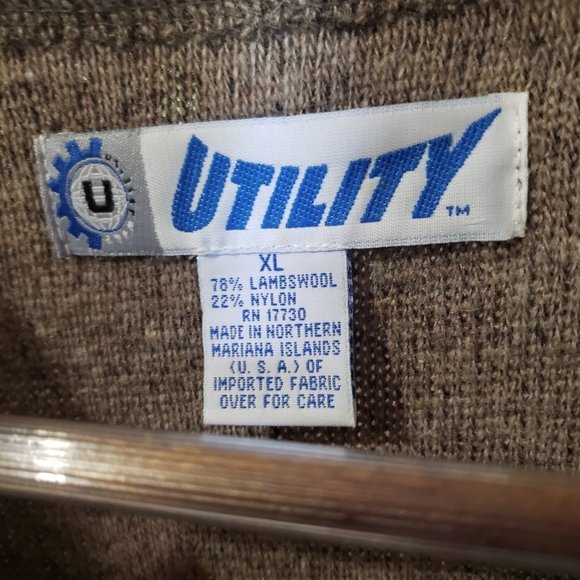 U
UTILITY™
XL
78% LAMBSWOOL
22% NYLON
RN 17730
MADE IN NORTHERN
MARIANA ISLANDS
(U. S. A.) OF
IMPORTED FABRIC
OVER FOR CARE